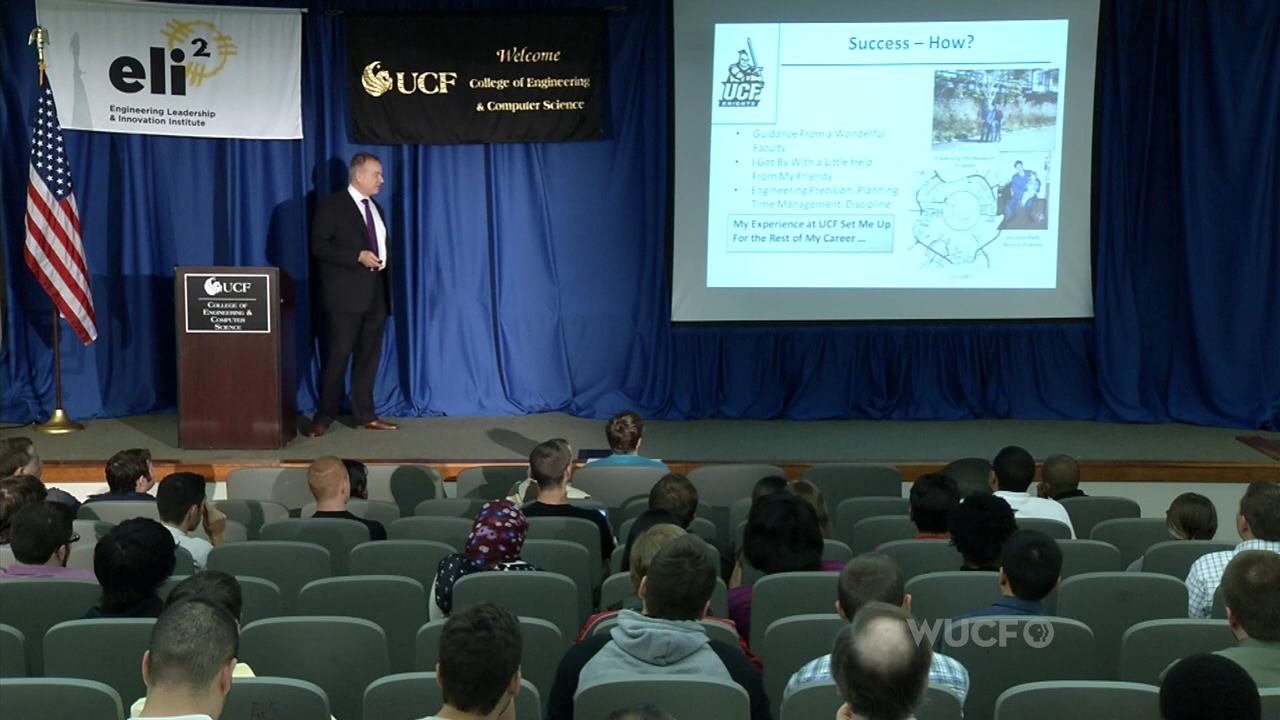 eli²
Engineering Leadership
& Innovation Institute
Welcome
UCF
College of Engineering
& Computer Science
UCF
COLLEGE OF
ENGINEERING &
COMPUTER
SCIENCE
Success – How?
UCF
KNIGHTS
• Guidance From a Wonderful
Faculty
• I Got By With a Little Help
From My Friends
• Engineering Precision, Planning
Time Management, Discipline
My Experience at UCF Set Me Up
For the Rest of My Career ...
WUCF